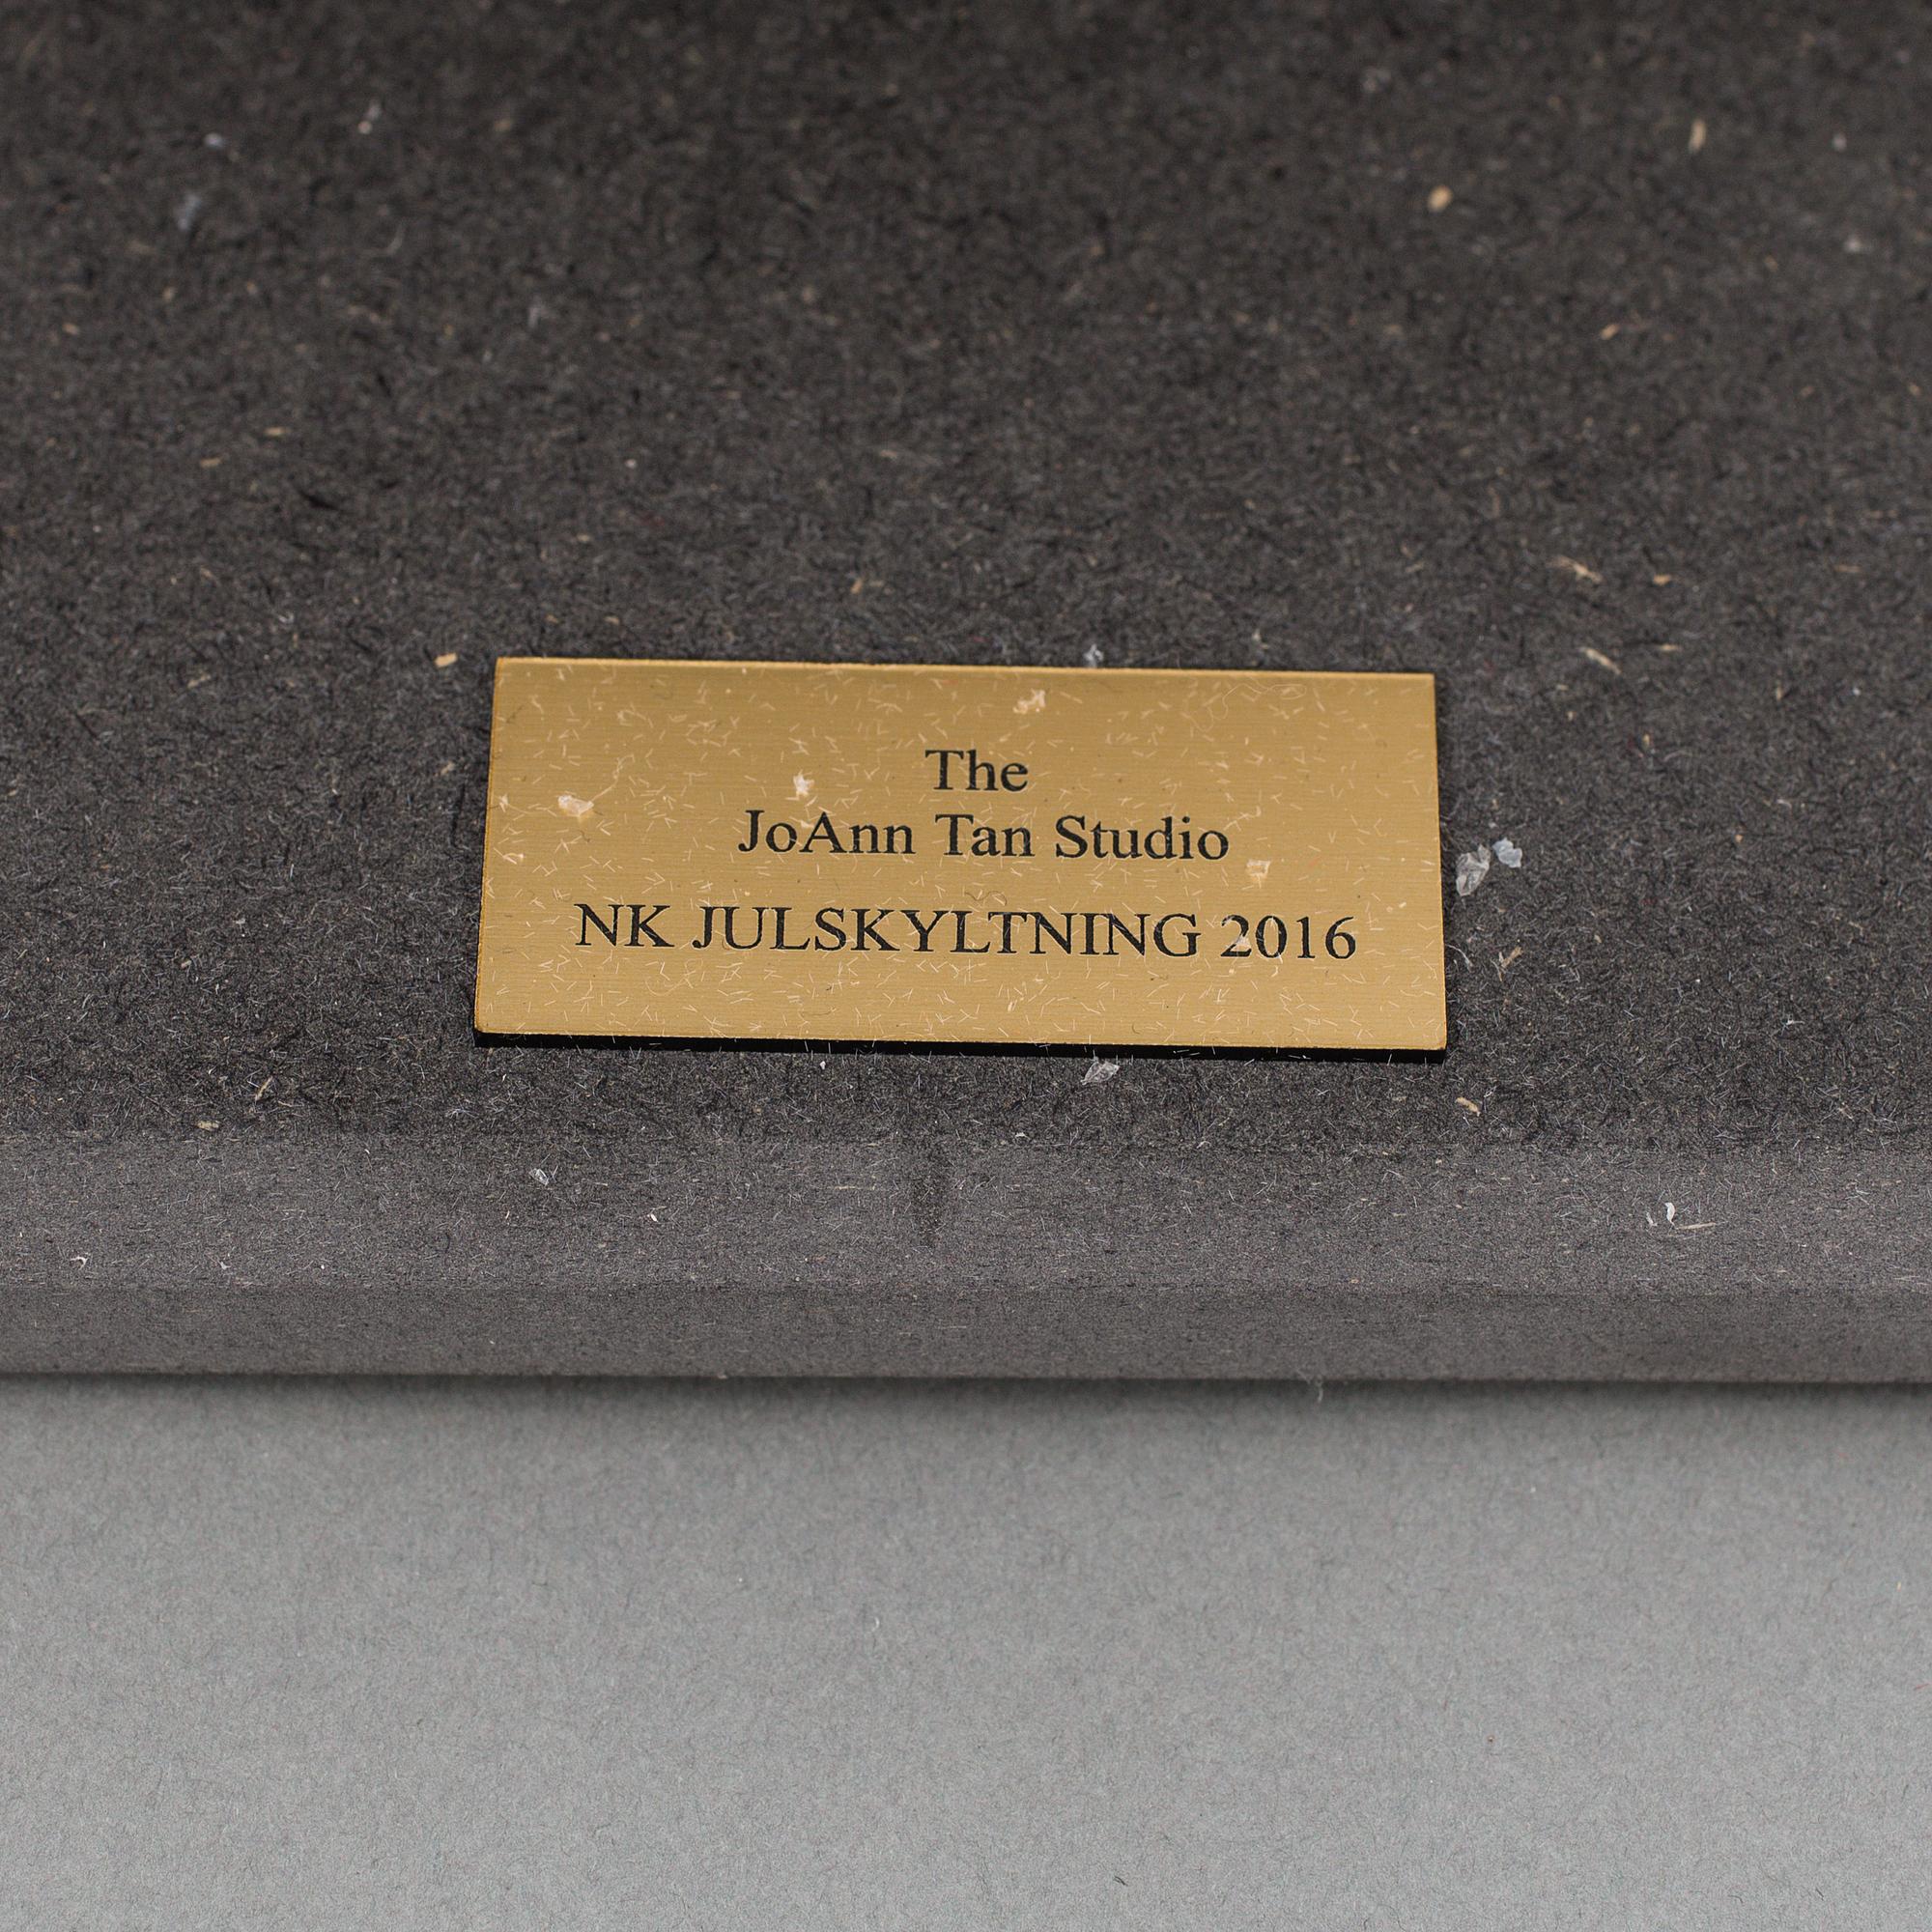 The
JoAnn Tan Studio
NK JULSKYLTNING 2016